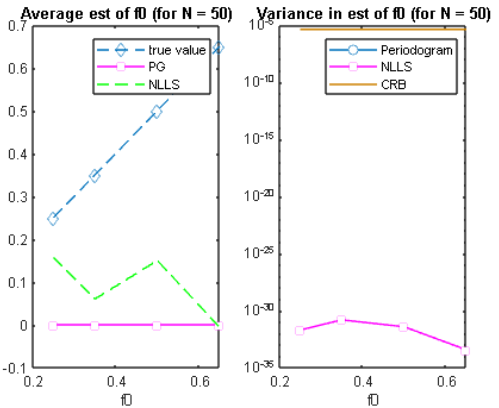 Average est of f0 (for N = 50)
0.7
0.6
0.5
0.4
0.3
0.2
0.1
0
-0.1
0.2
0.4
0.6
f0
true value
PG
NLLS
Variance in est of f0 (for N = 50)
10^-5
10^-10
10^-15
10^-20
10^-25
10^-30
10^-35
0.2
0.4
0.6
f0
Periodogram
NLLS
CRB